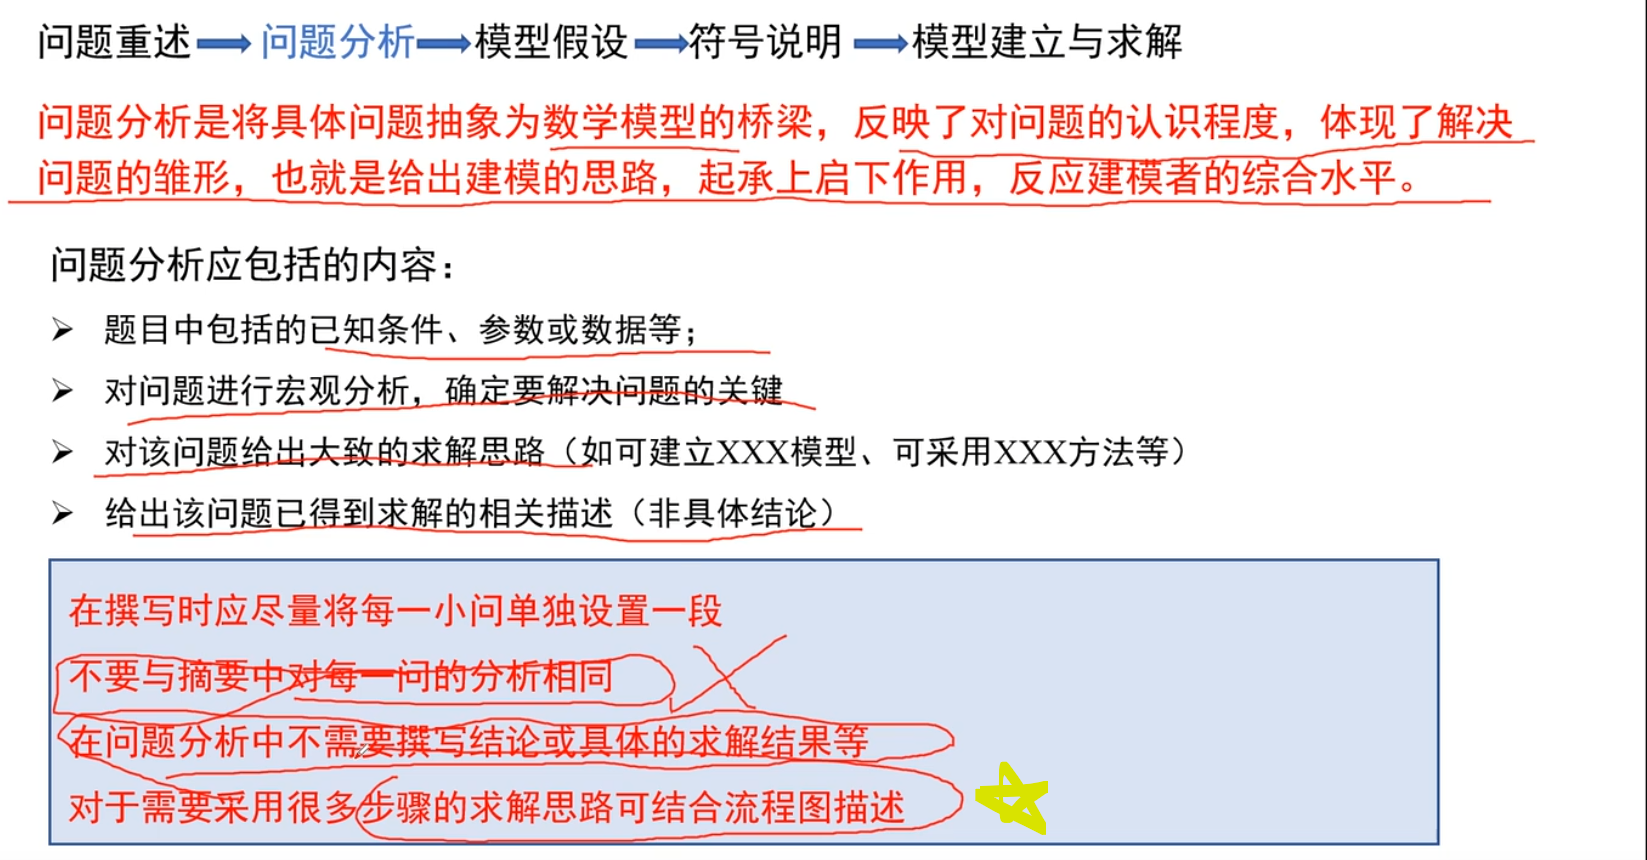 问题重述 问题分析 模型假设 符号说明 模型建立与求解
问题分析是将具体问题抽象为数学模型的桥梁，反映了对问题的认识程度，体现了解决
问题的雏形，也就是给出建模的思路，起承上启下作用，反应建模者的综合水平。
问题分析应包括的内容：
题目中包括的已知条件、参数或数据等；
对问题进行宏观分析，确定要解决问题的关键
对该问题给出大致的求解思路（如可建立XXX模型、可采用XXX方法等）
给出该问题已得到求解的相关描述（非具体结论）
在撰写时应尽量将每一小问单独设置一段
不要与摘要中对每一问的分析相同
在问题分析中不需要撰写结论或具体的求解结果等
对于需要采用很多步骤的求解思路可结合流程图描述